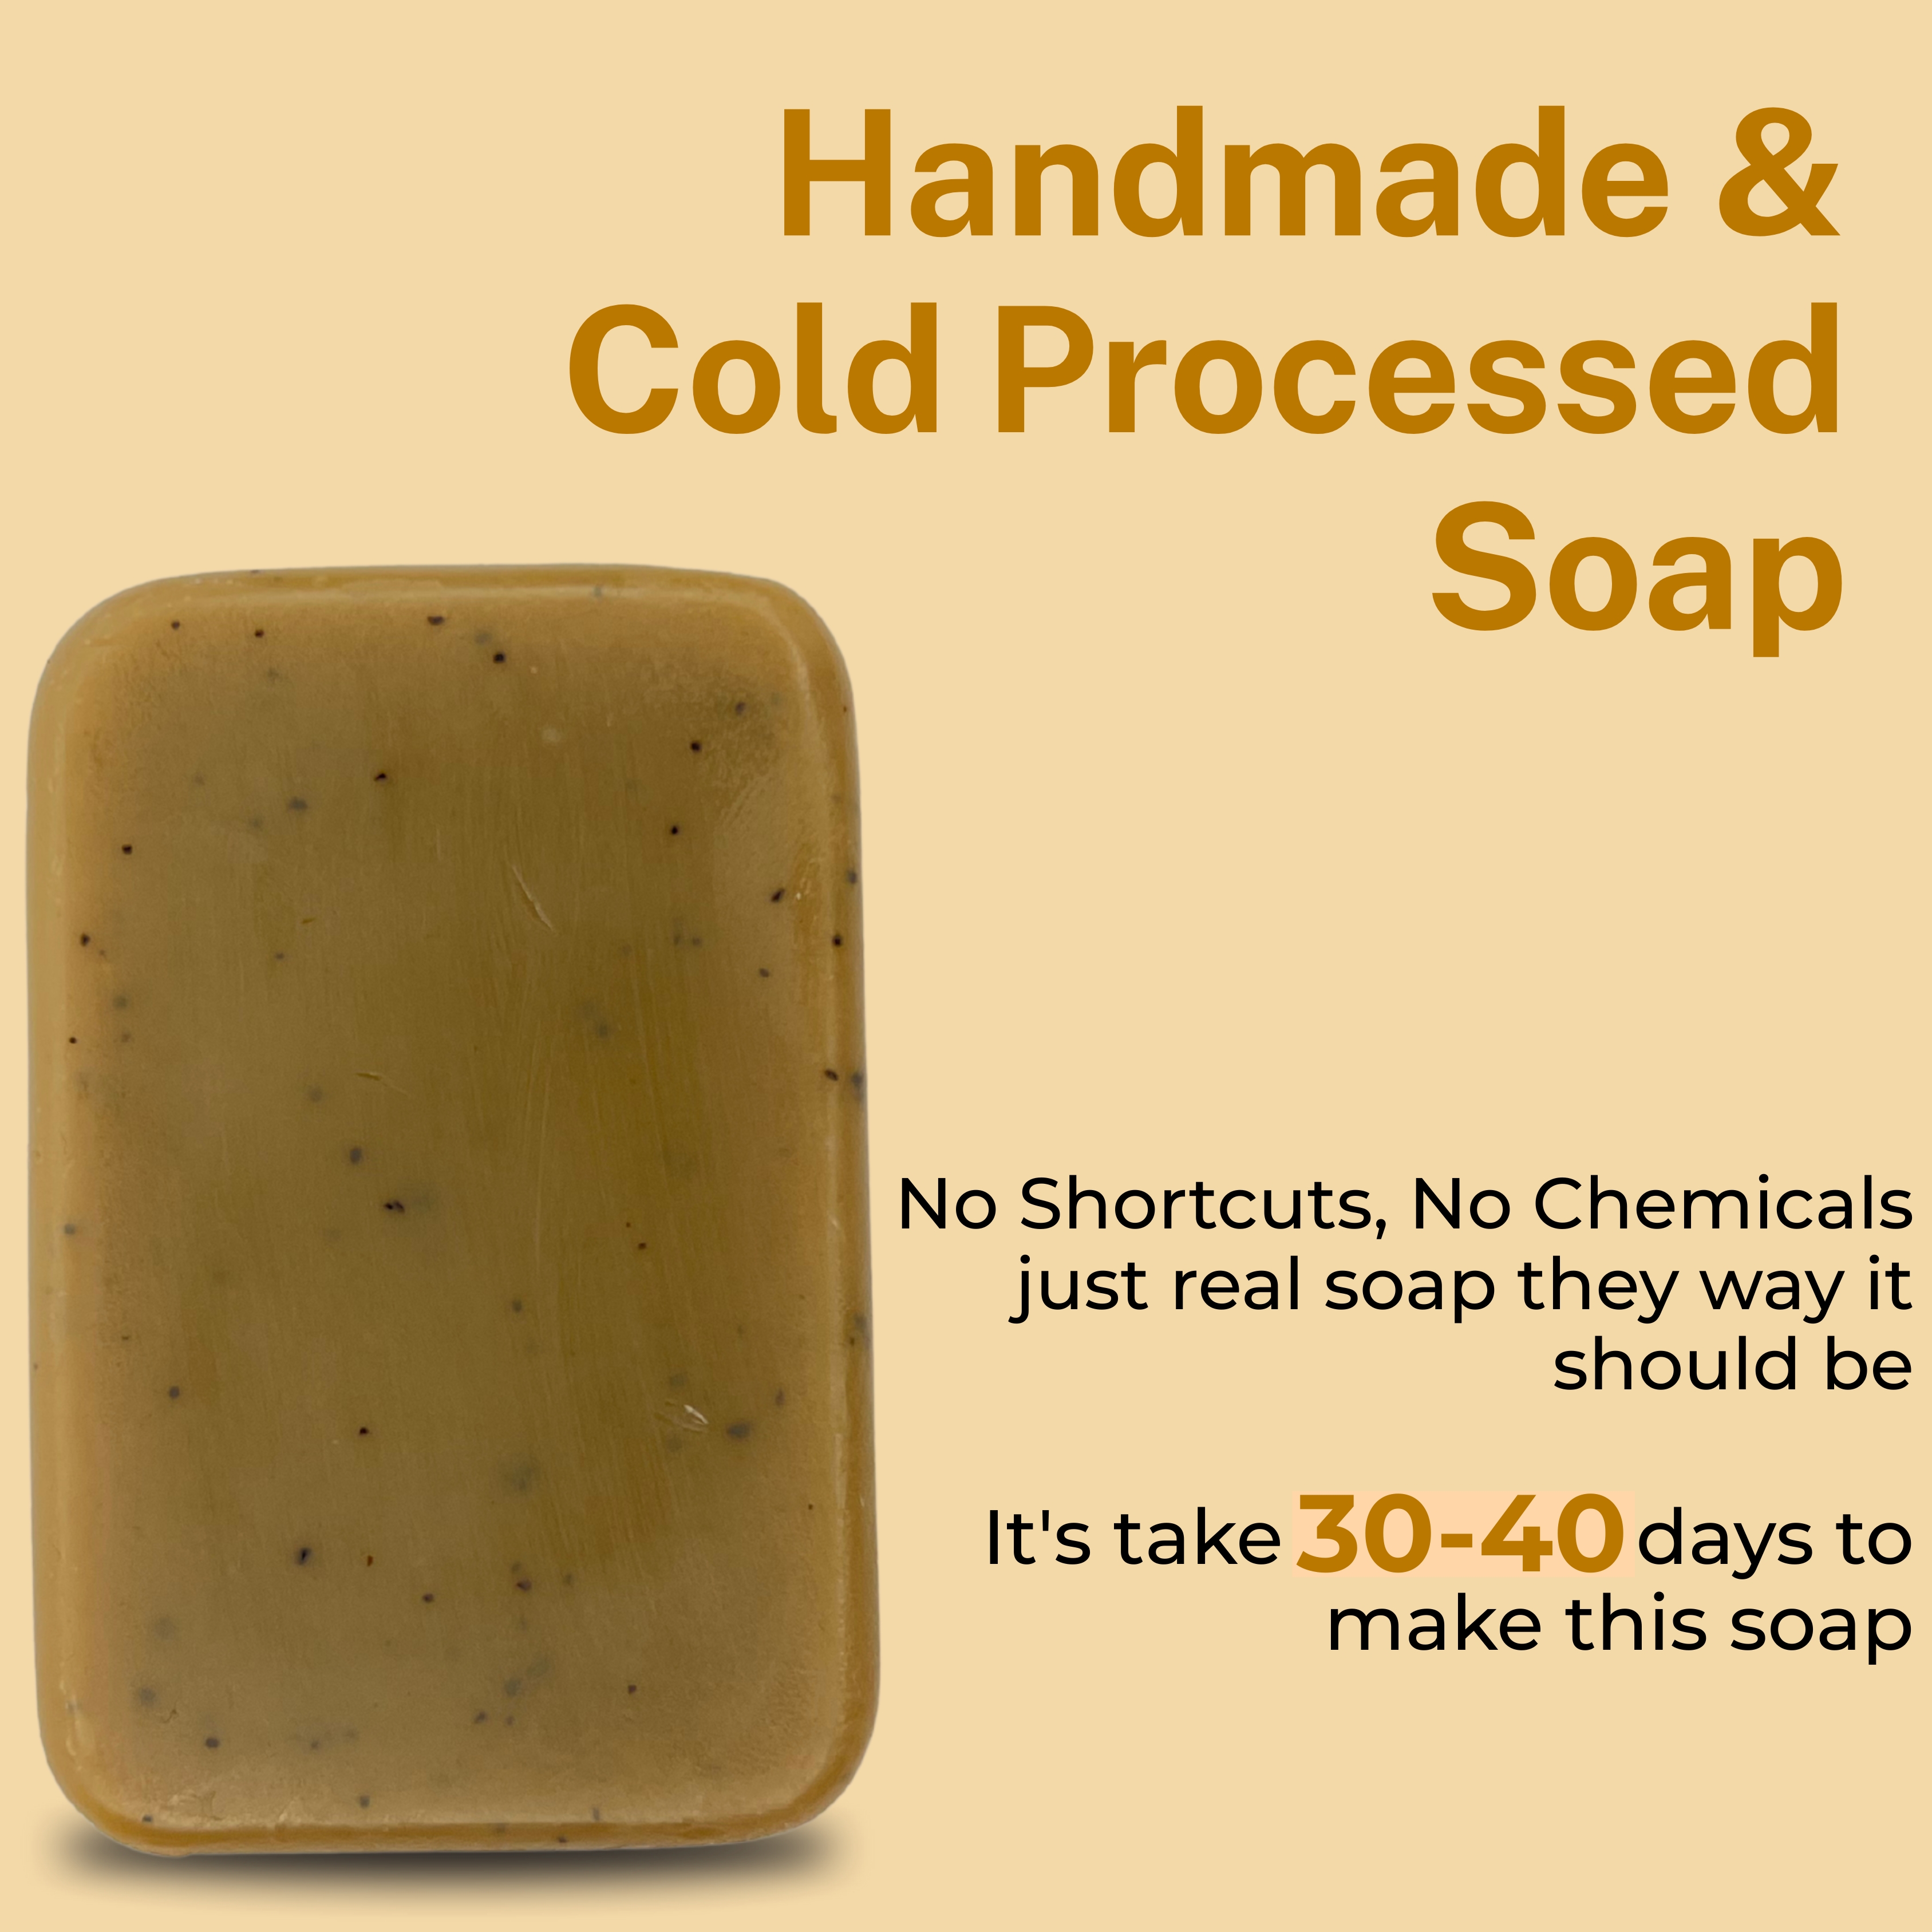 Handmade &
Cold Processed
Soap
No Shortcuts, No Chemicals
just real soap they way it
should be
It's take 30-40 days to
make this soap